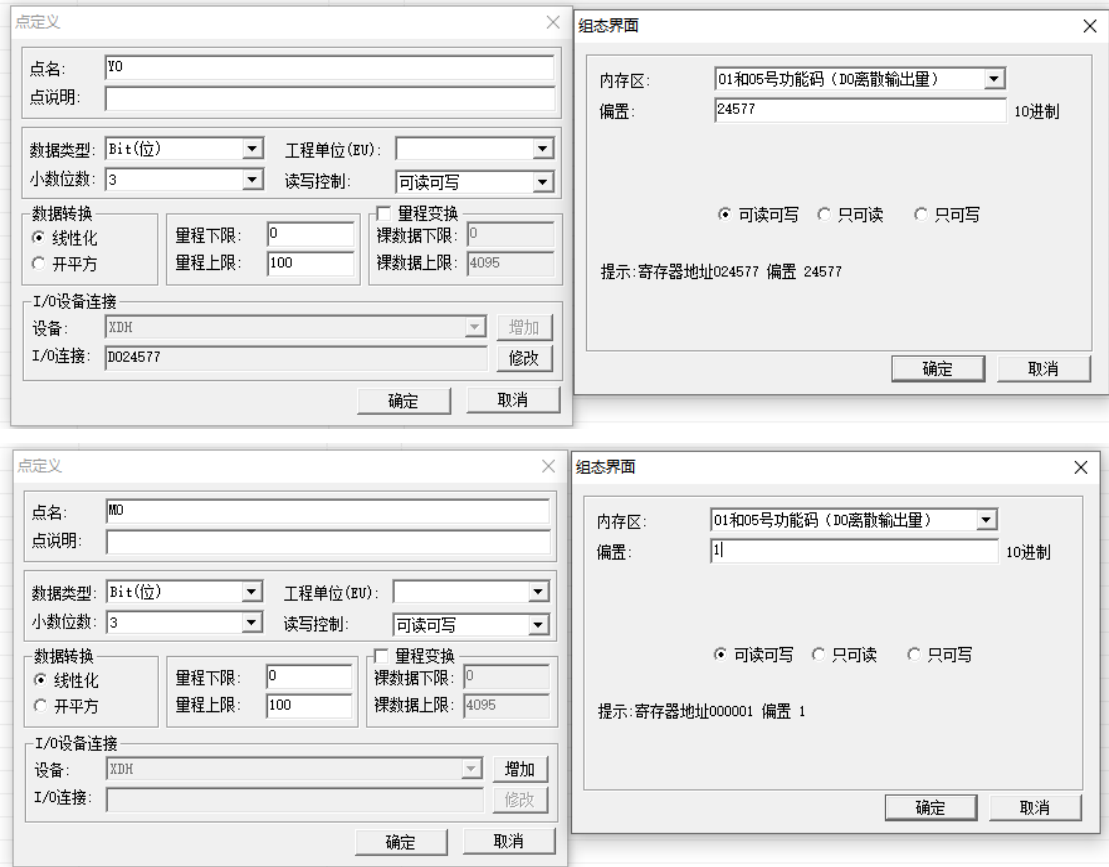 点定义
点名: Y0
点说明:
数据类型: Bit(位) 工程单位(EU):
小数位数: 3 读写控制: 可读可写
数据转换
线性化
开平方
量程下限: 0
量程上限: 100
量程变换
裸数据下限: 0
裸数据上限: 4095
I/O设备连接
设备: XDH 增加
I/O连接: DO24577 修改
确定 取消
组态界面
内存区: 01和05号功能码（DO离散输出量）
偏置: 24577 10进制
可读可写 只可读 只可写
提示:寄存器地址024577 偏置 24577
确定 取消
点定义
点名: M0
点说明:
数据类型: Bit(位) 工程单位(EU):
小数位数: 3 读写控制: 可读可写
数据转换
线性化
开平方
量程下限: 0
量程上限: 100
量程变换
裸数据下限: 0
裸数据上限: 4095
I/O设备连接
设备: XDH 增加
I/O连接: 修改
确定 取消
组态界面
内存区: 01和05号功能码（DO离散输出量）
偏置: 1 10进制
可读可写 只可读 只可写
提示:寄存器地址000001 偏置 1
确定 取消